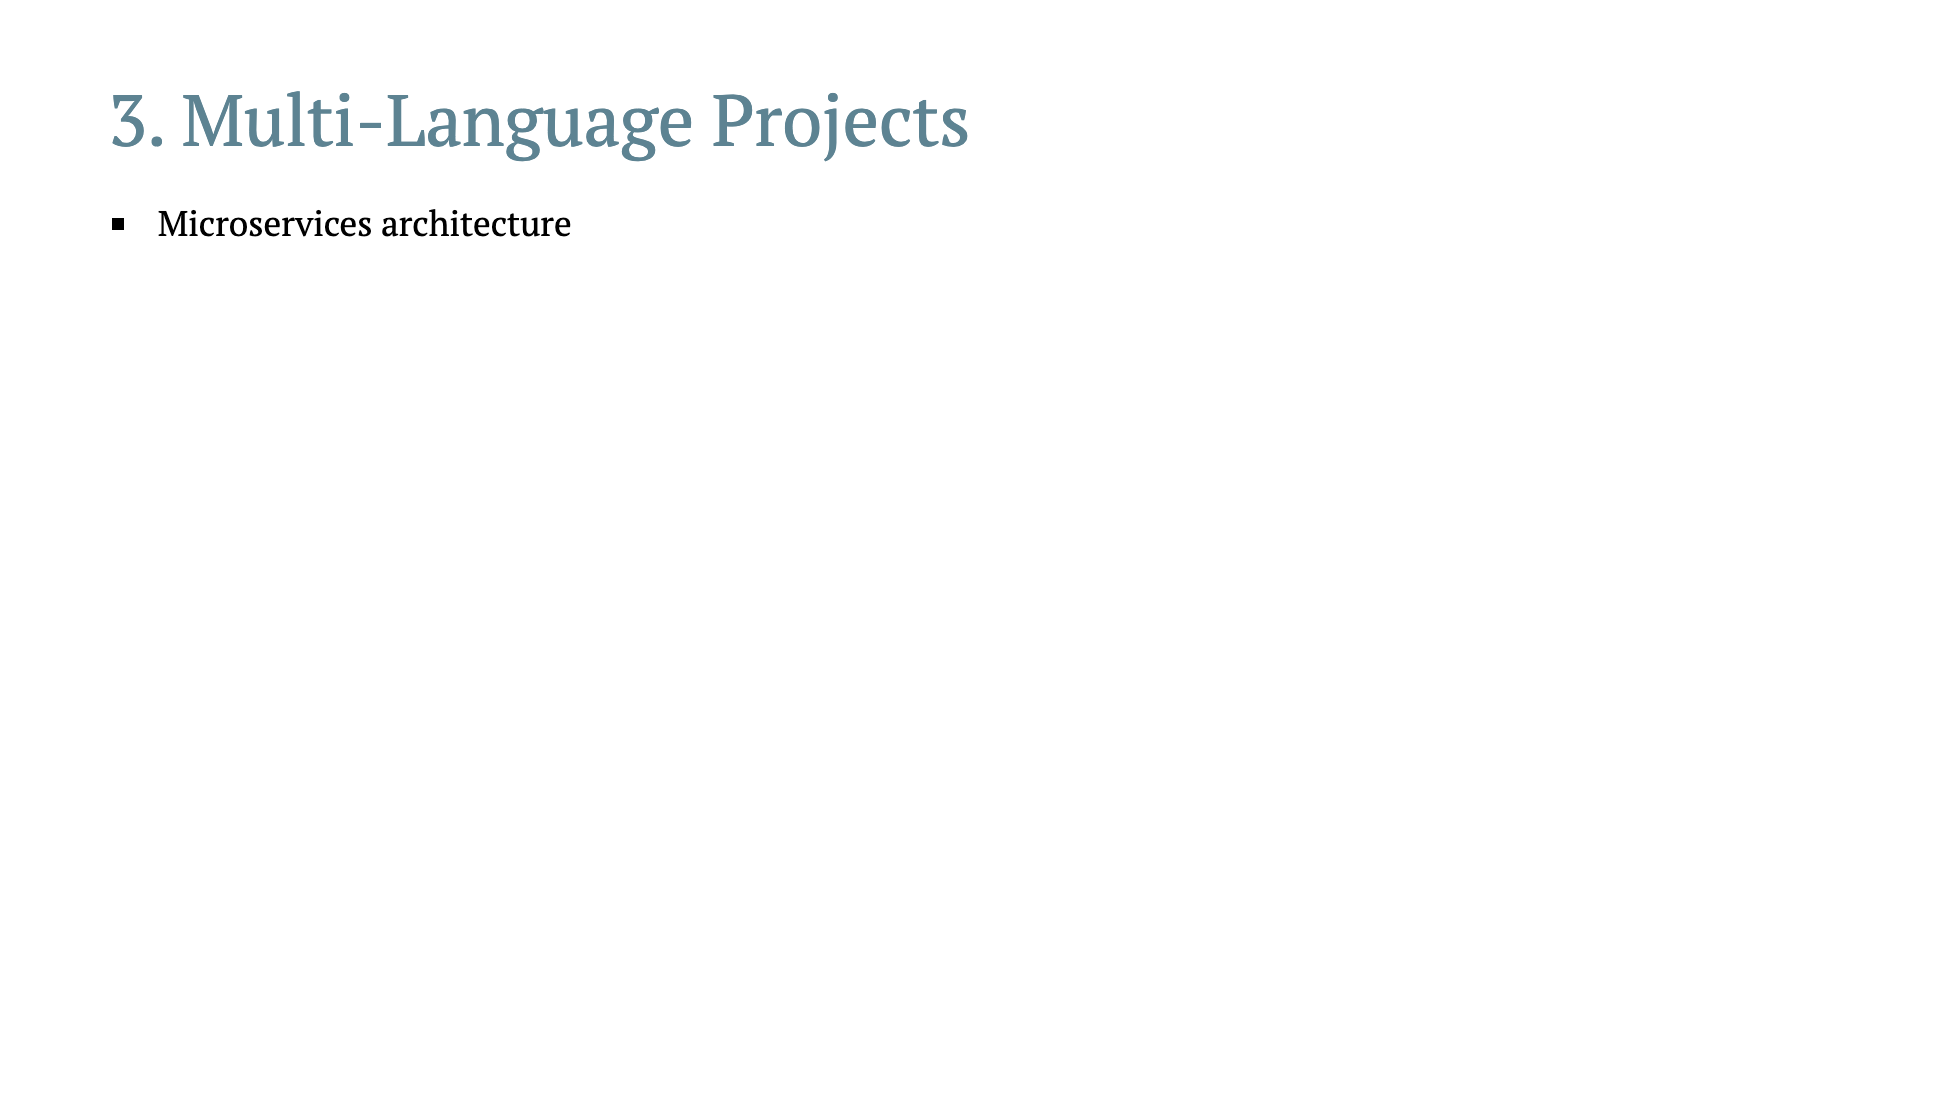 3. Multi-Language Projects
▪ Microservices architecture